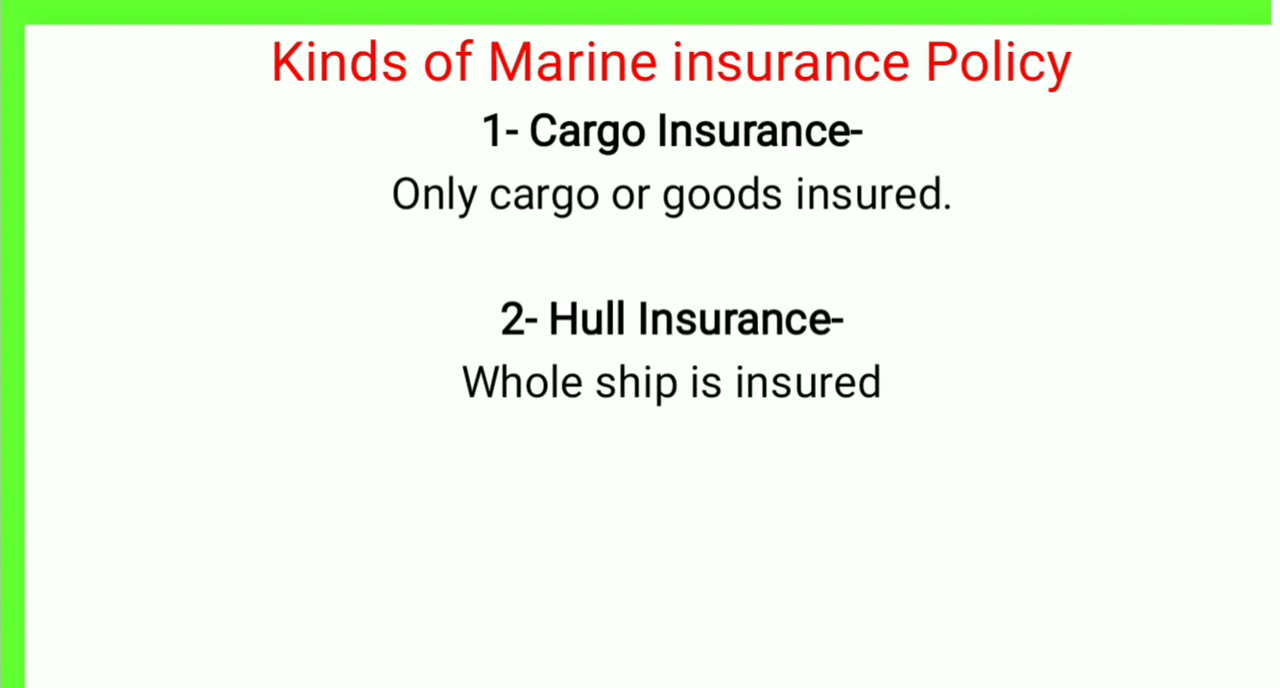 Kinds of Marine insurance Policy
1- Cargo Insurance-
Only cargo or goods insured.
2- Hull Insurance-
Whole ship is insured